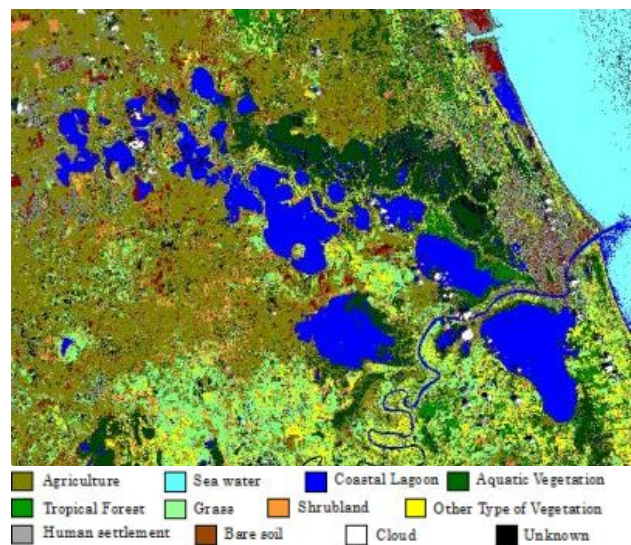 Agriculture Sea water Coastal Lagoon Aquatic Vegetation
Tropical Forest Grass Shrubland Other Type of Vegetation
Human settlement Bare soil Cloud Unknown